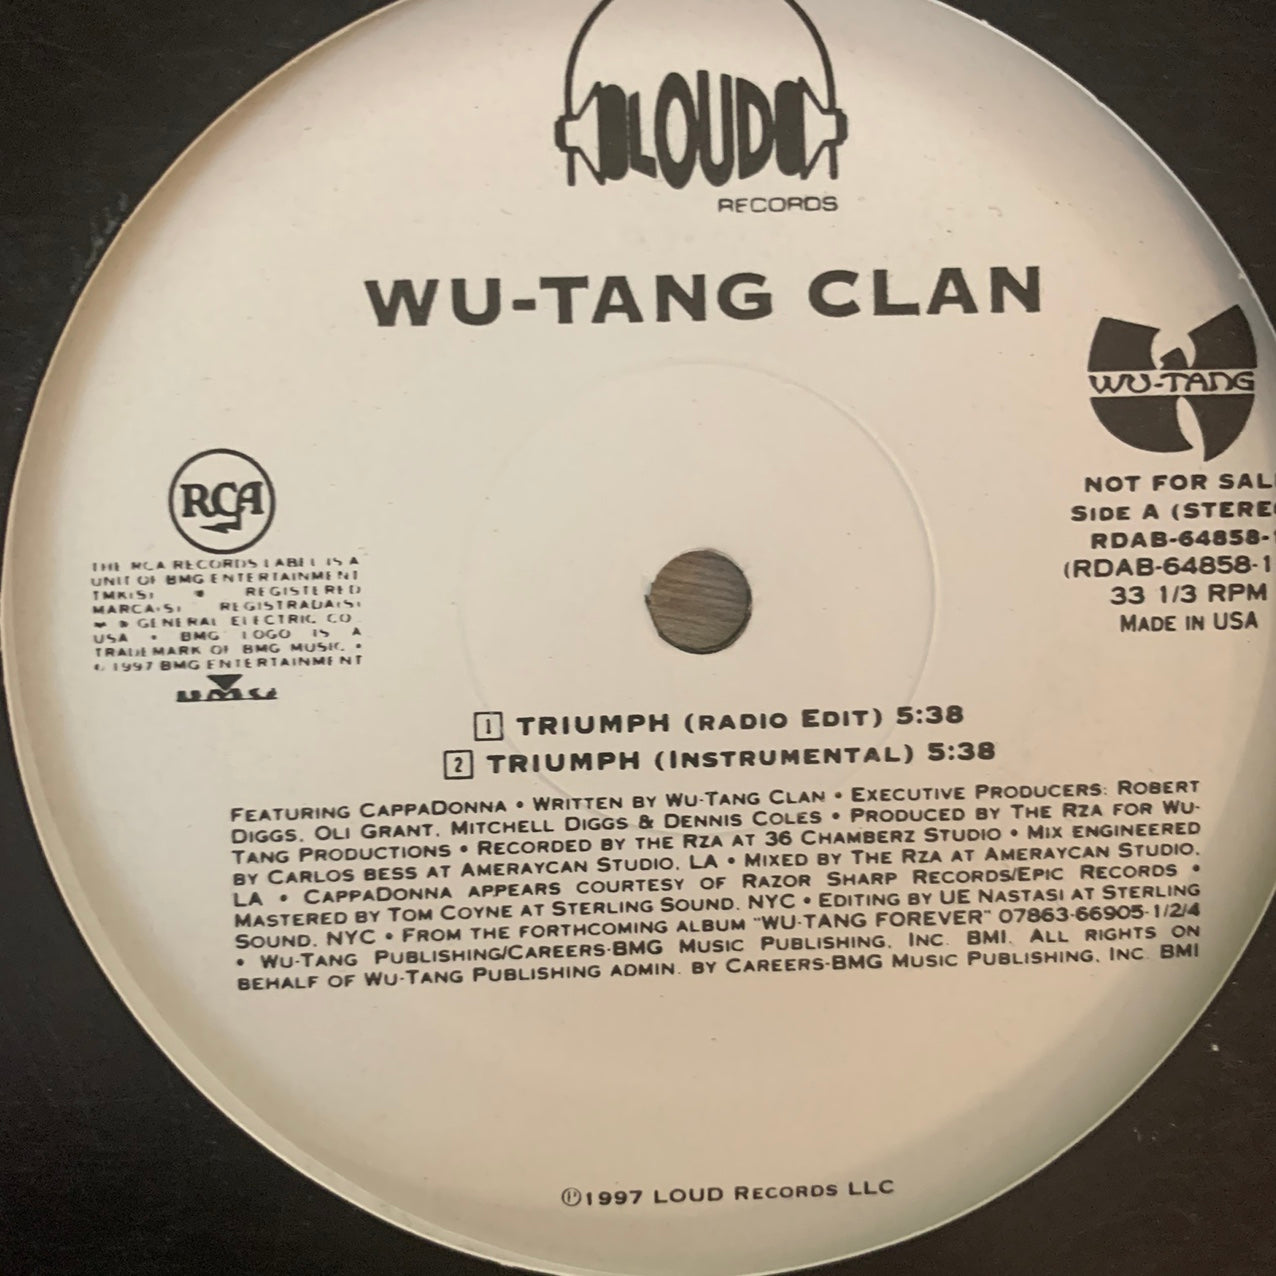 LOUD
RECORDS
WU-TANG CLAN
WU-TANG
RCA
THE RCA RECORDS LABEL IS A
UNIT OF BMG ENTERTAINMENT
TMK(S) • REGISTERED
MARCA(S) REGISTRADA(S)
GENERAL ELECTRIC CO
USA • BMG LOGO IS A
TRADEMARK OF BMG MUSIC. •
© 1997 BMG ENTERTAINMENT
NOT FOR SAL
SIDE A (STERE
RDAB-64858-
(RDAB-64858-1
33 1/3 RPM
MADE IN USA
1 TRIUMPH (RADIO EDIT) 5:38
2 TRIUMPH (INSTRUMENTAL) 5:38
FEATURING CAPPADONNA • WRITTEN BY WU-TANG CLAN • EXECUTIVE PRODUCERS: ROBERT
DIGGS, OLI GRANT, MITCHELL DIGGS & DENNIS COLES • PRODUCED BY THE RZA FOR WU-
TANG PRODUCTIONS • RECORDED BY THE RZA AT 36 CHAMBERZ STUDIO • MIX ENGINEERED
BY CARLOS BESS AT AMERAYCAN STUDIO, LA • MIXED BY THE RZA AT AMERAYCAN STUDIO,
LA • CAPPADONNA APPEARS COURTESY OF RAZOR SHARP RECORDS/EPIC RECORDS •
MASTERED BY TOM COYNE AT STERLING SOUND, NYC • EDITING BY UE NASTASI AT STERLING
SOUND, NYC • FROM THE FORTHCOMING ALBUM "WU-TANG FOREVER" 07863-66905-1/2/4
• WU-TANG PUBLISHING/CAREERS-BMG MUSIC PUBLISHING, INC. BMI. ALL RIGHTS ON
BEHALF OF WU-TANG PUBLISHING ADMIN. BY CAREERS-BMG MUSIC PUBLISHING, INC. BMI
℗1997 LOUD RECORDS LLC